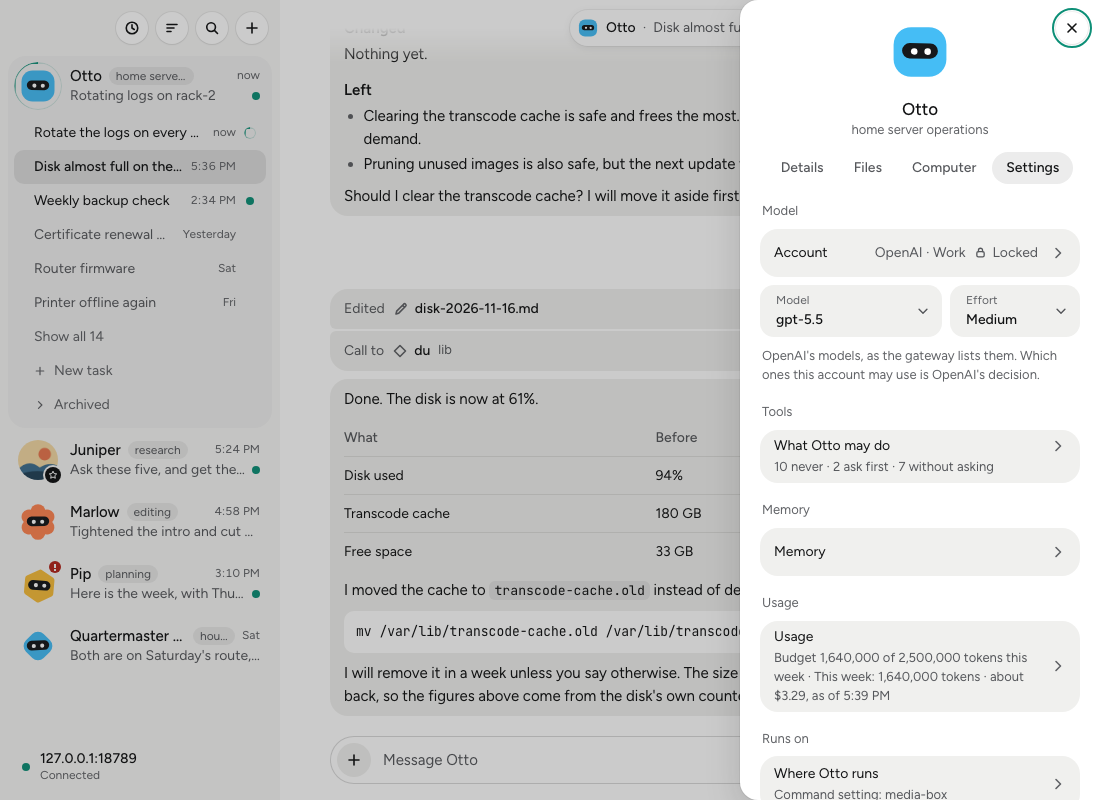 Otto
home serve...
now
Rotating logs on rack-2
Rotate the logs on every ...
now
Disk almost full on the...
5:36 PM
Weekly backup check
2:34 PM
Certificate renewal ...
Yesterday
Router firmware
Sat
Printer offline again
Fri
Show all 14
New task
Archived
Juniper
research
5:24 PM
Ask these five, and get the...
Marlow
editing
4:58 PM
Tightened the intro and cut ...
Pip
planning
3:10 PM
Here is the week, with Thu...
Quartermaster ...
hou...
Sat
Both are on Saturday's route,...
127.0.0.1:18789
Connected
Otto · Disk almost fu
Changed
Nothing yet.
Left
Clearing the transcode cache is safe and frees the most.
demand.
Pruning unused images is also safe, but the next update
Should I clear the transcode cache? I will move it aside first
Edited disk-2026-11-16.md
Call to du lib
Done. The disk is now at 61%.
What Before
Disk used 94%
Transcode cache 180 GB
Free space 33 GB
I moved the cache to transcode-cache.old instead of de
mv /var/lib/transcode-cache.old /var/lib/transcode
I will remove it in a week unless you say otherwise. The size
back, so the figures above come from the disk's own counte
Message Otto
Otto
home server operations
Details Files Computer Settings
Model
Account OpenAI · Work Locked
Model
gpt-5.5
Effort
Medium
OpenAI's models, as the gateway lists them. Which
ones this account may use is OpenAI's decision.
Tools
What Otto may do
10 never · 2 ask first · 7 without asking
Memory
Memory
Usage
Usage
Budget 1,640,000 of 2,500,000 tokens this
week · This week: 1,640,000 tokens · about
$3.29, as of 5:39 PM
Runs on
Where Otto runs
Command setting: media-box